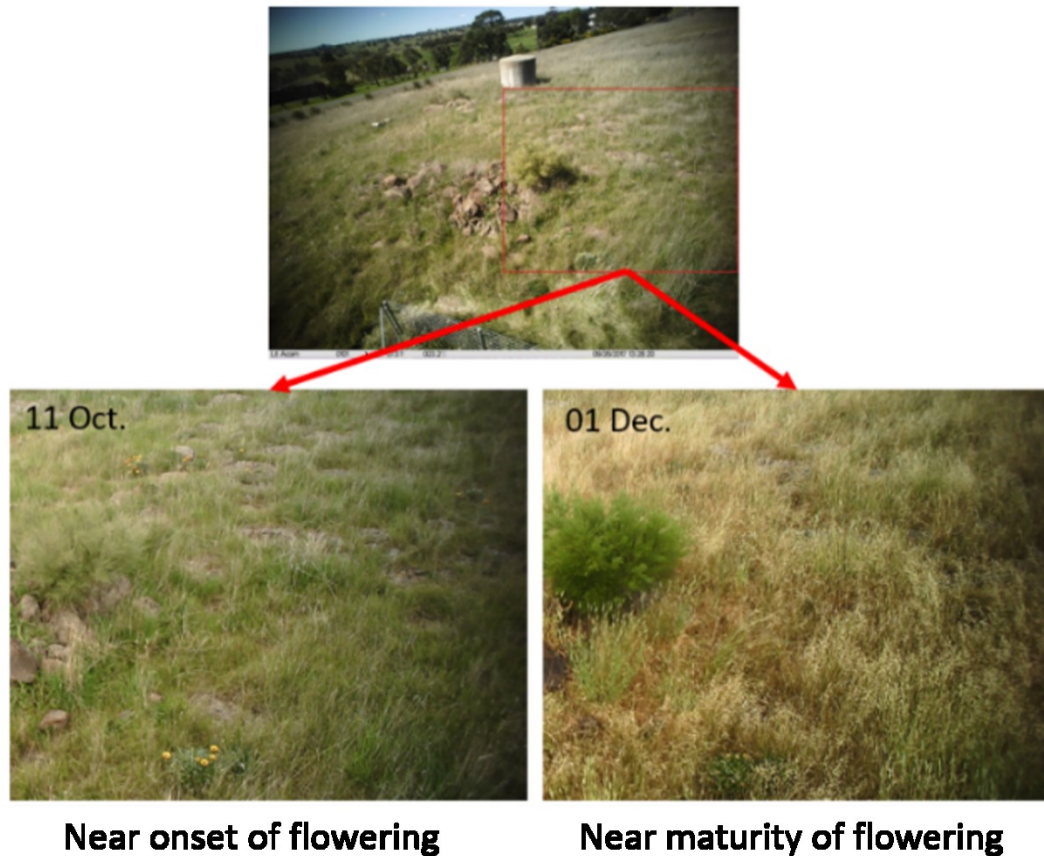 11 Oct.
01 Dec.
Near onset of flowering
Near maturity of flowering